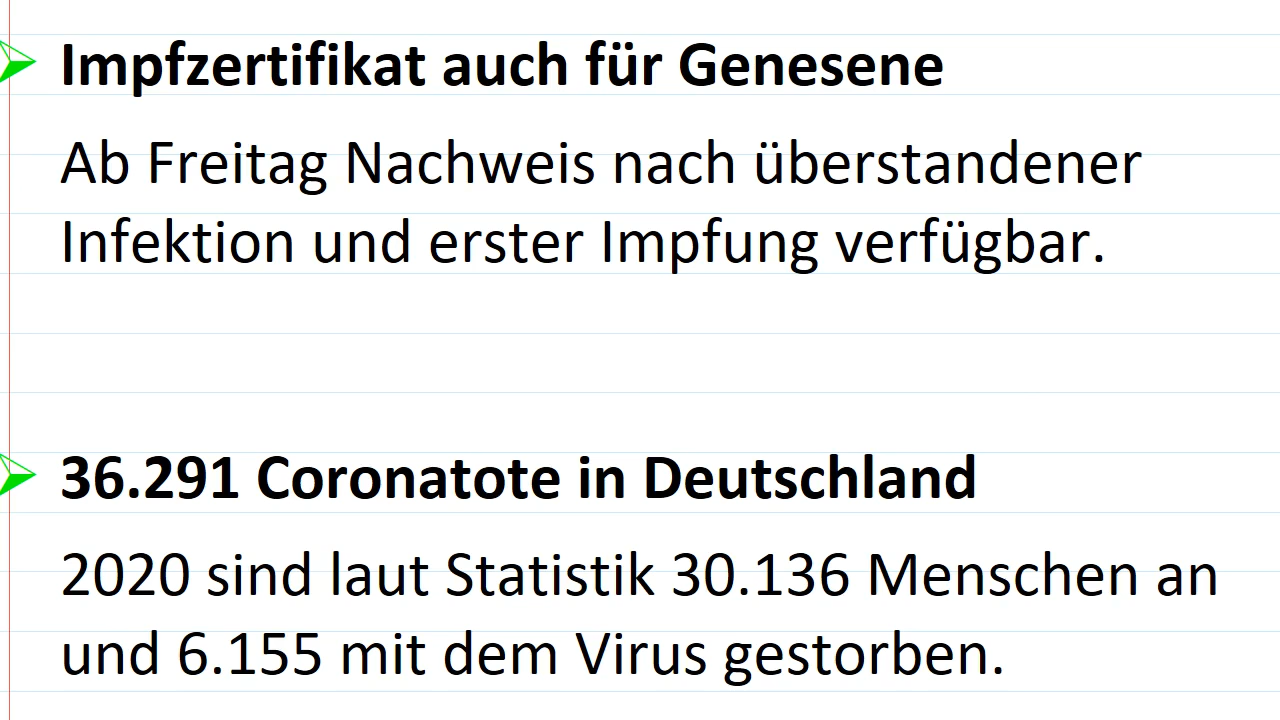 Impfzertifikat auch für Genesene
Ab Freitag Nachweis nach überstandener
Infektion und erster Impfung verfügbar.
36.291 Coronatote in Deutschland
2020 sind laut Statistik 30.136 Menschen an
und 6.155 mit dem Virus gestorben.